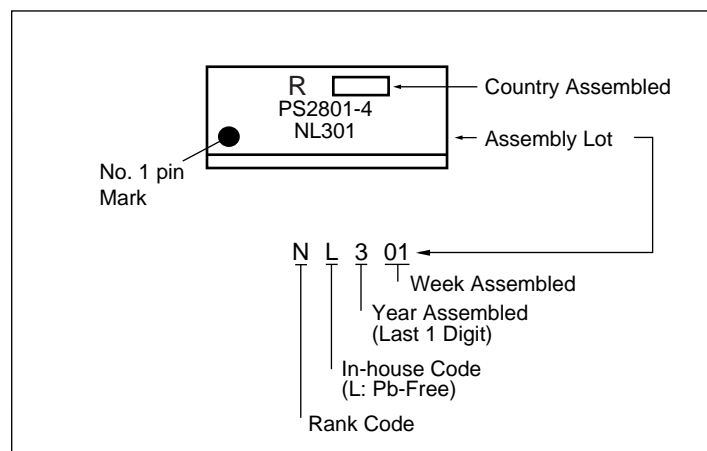 R
Country Assembled
PS2801-4
NL301
Assembly Lot
No. 1 pin
Mark
N L 3 01
Week Assembled
Year Assembled
(Last 1 Digit)
In-house Code
(L: Pb-Free)
Rank Code